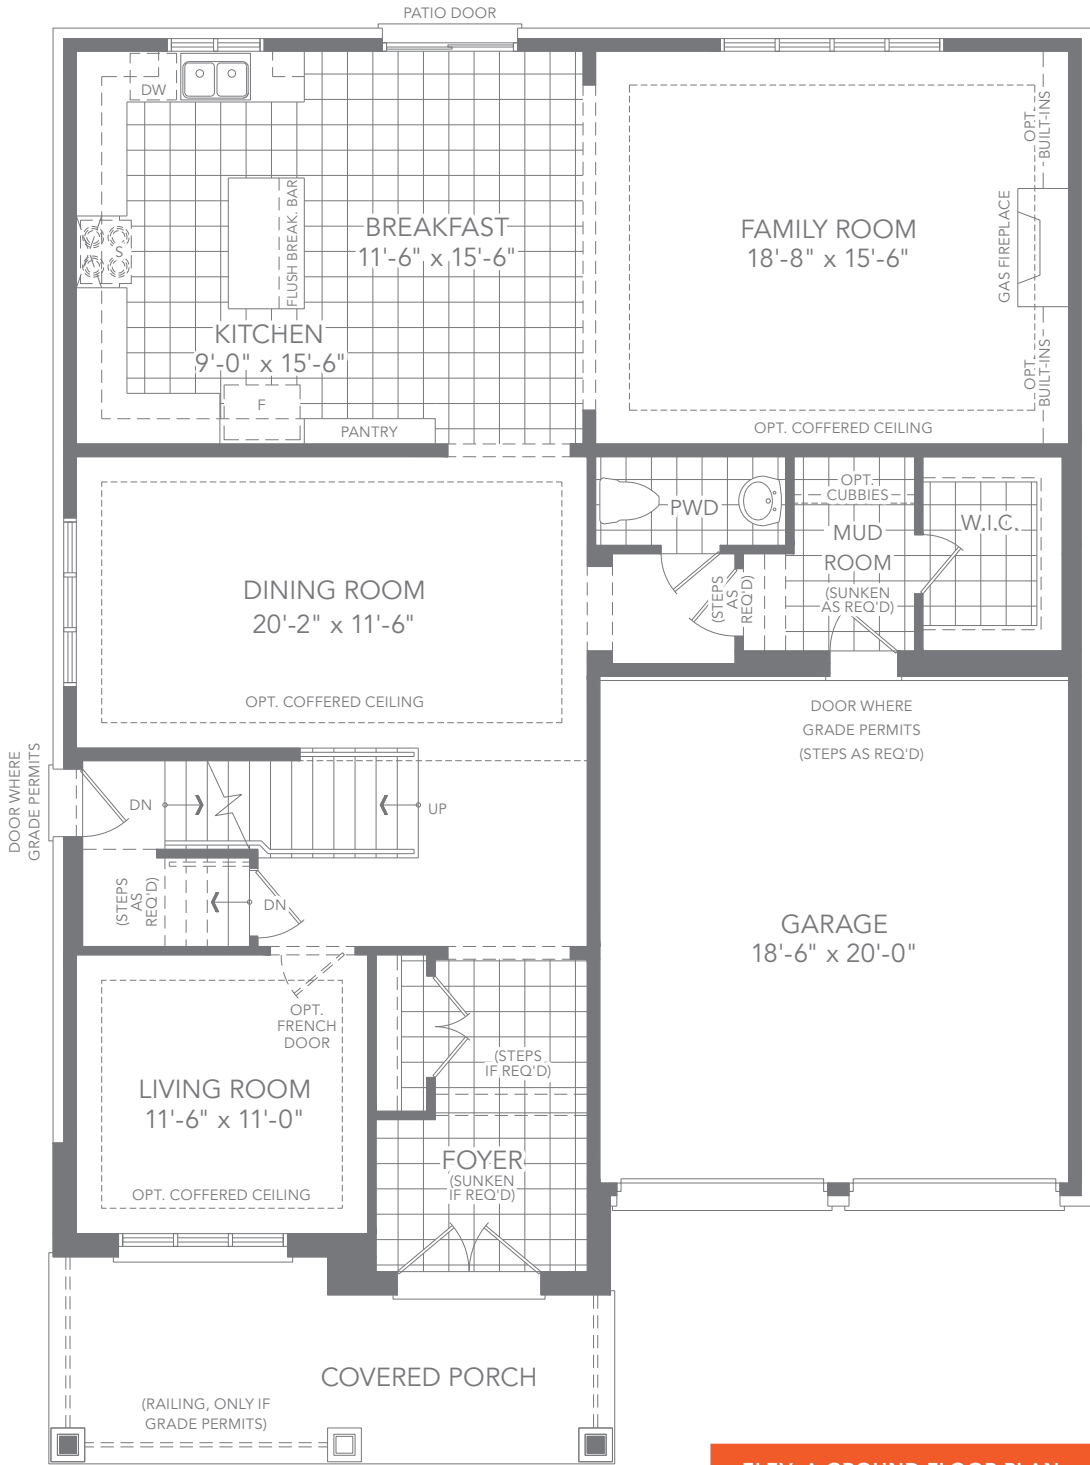 PATIO DOOR
DW
S
FLUSH BREAK. BAR
BREAKFAST
11'-6" x 15'-6"
KITCHEN
9'-0" x 15'-6"
F
PANTRY
FAMILY ROOM
18'-8" x 15'-6"
OPT.
BUILT-INS
GAS FIREPLACE
OPT.
BUILT-INS
OPT. COFFERED CEILING
DINING ROOM
20'-2" x 11'-6"
OPT. COFFERED CEILING
PWD
(STEPS
AS
REQ'D)
OPT.
CUBBIES
MUD
ROOM
(SUNKEN
AS REQ'D)
W.I.C.
DOOR WHERE
GRADE PERMITS
(STEPS AS REQ'D)
DOOR WHERE
GRADE PERMITS
DN
UP
(STEPS
AS
REQ'D)
DN
OPT.
FRENCH
DOOR
LIVING ROOM
11'-6" x 11'-0"
OPT. COFFERED CEILING
(STEPS
IF REQ'D)
FOYER
(SUNKEN
IF REQ'D)
GARAGE
18'-6" x 20'-0"
COVERED PORCH
(RAILING, ONLY IF
GRADE PERMITS)
ELEV. A GROUND FLOOR PLAN